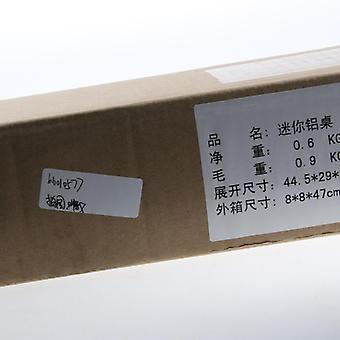 品 名: 迷你铝桌
净 重: 0.6 KG
毛 重: 0.9 KG
展开尺寸: 44.5*29*
外箱尺寸: 8*8*47cm